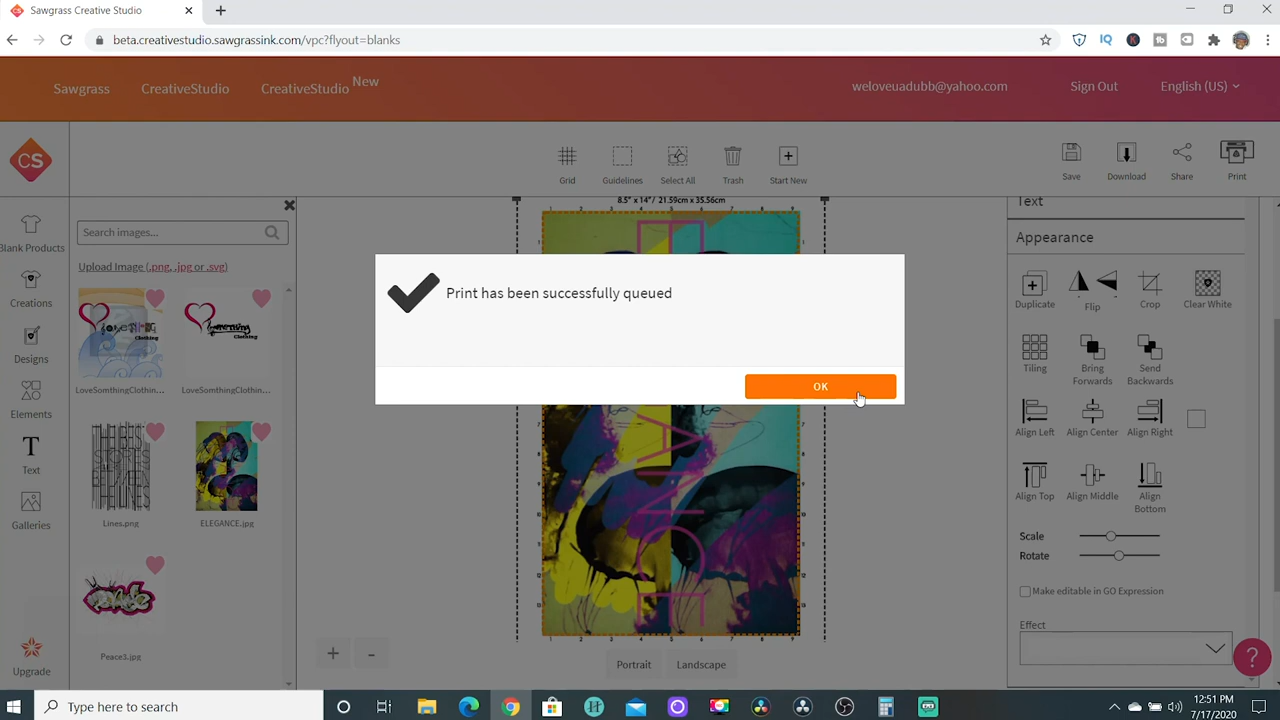 Sawgrass Creative Studio
beta.creativestudio.sawgrassink.com/vpc?flyout=blanks
Sawgrass
CreativeStudio
CreativeStudio New
weloveuadubb@yahoo.com
Sign Out
English (US)
CS
Grid
Guidelines
Select All
Trash
Start New
Save
Download
Share
Print
Blank Products
Creations
Designs
Elements
Text
Galleries
Upgrade
Search images...
Upload Image (.png, .jpg or .svg)
LoveSomthingClothin...
LoveSomthingClothin...
Lines.png
ELEGANCE.jpg
Peace3.jpg
8.5" x 14"/ 21.59cm x 35.56cm
Print has been successfully queued
OK
Portrait
Landscape
Text
Appearance
Duplicate
Flip
Crop
Clear White
Tiling
Bring Forwards
Send Backwards
Align Left
Align Center
Align Right
Align Top
Align Middle
Align Bottom
Scale
Rotate
Make editable in GO Expression
Effect
Type here to search
12:51 PM
7/17/2020